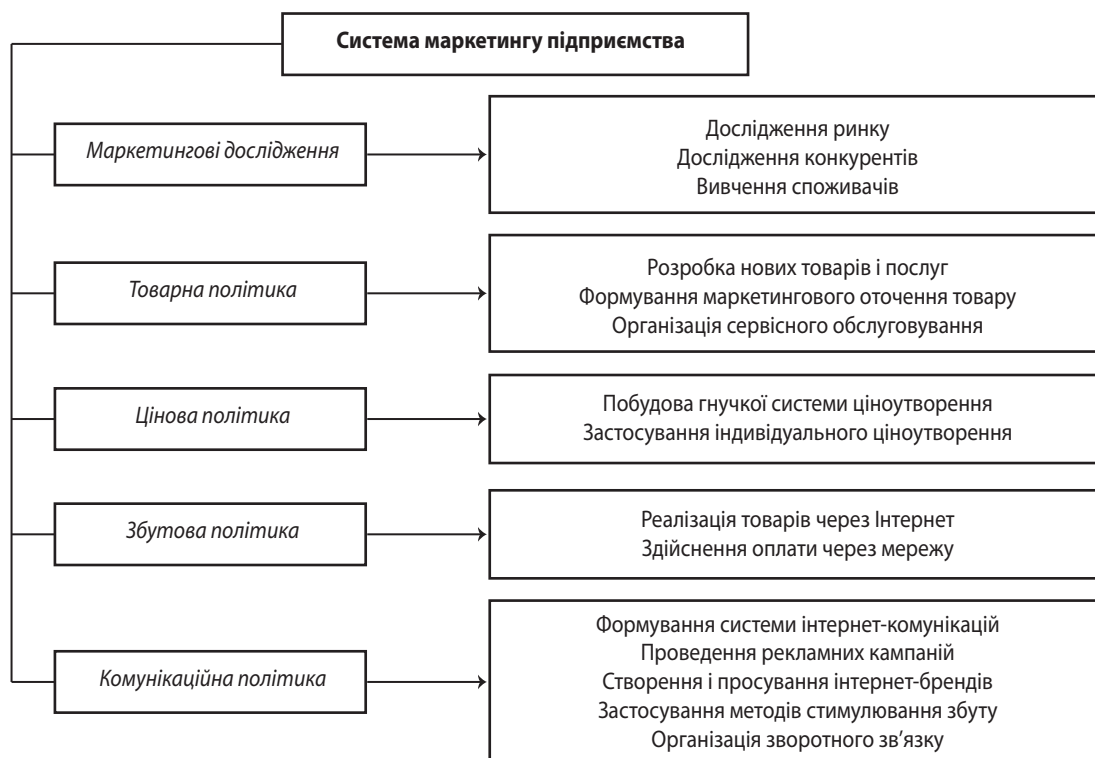 Система маркетингу підприємства
Маркетингові дослідження
Дослідження ринку
Дослідження конкурентів
Вивчення споживачів
Товарна політика
Розробка нових товарів і послуг
Формування маркетингового оточення товару
Організація сервісного обслуговування
Цінова політика
Побудова гнучкої системи ціноутворення
Застосування індивідуального ціноутворення
Збутова політика
Реалізація товарів через Інтернет
Здійснення оплати через мережу
Комунікаційна політика
Формування системи інтернет-комунікацій
Проведення рекламних кампаній
Створення і просування інтернет-брендів
Застосування методів стимулювання збуту
Організація зворотного зв’язку